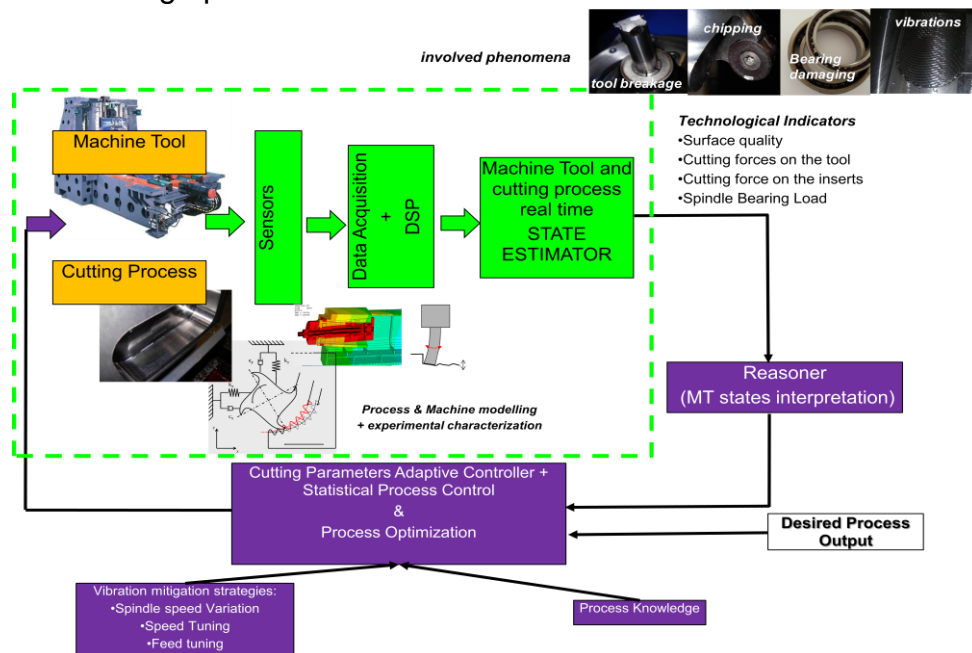 involved phenomena
tool breakage
chipping
Bearing
damaging
vibrations
Technological Indicators
•Surface quality
•Cutting forces on the tool
•Cutting force on the inserts
•Spindle Bearing Load
Machine Tool
Cutting Process
Sensors
Data Acquisition
+
DSP
Machine Tool and
cutting process
real time
STATE
ESTIMATOR
Process & Machine modelling
+ experimental characterization
Reasoner
(MT states interpretation)
Cutting Parameters Adaptive Controller +
Statistical Process Control
&
Process Optimization
Desired Process
Output
Vibration mitigation strategies:
•Spindle speed Variation
•Speed Tuning
•Feed tuning
Process Knowledge